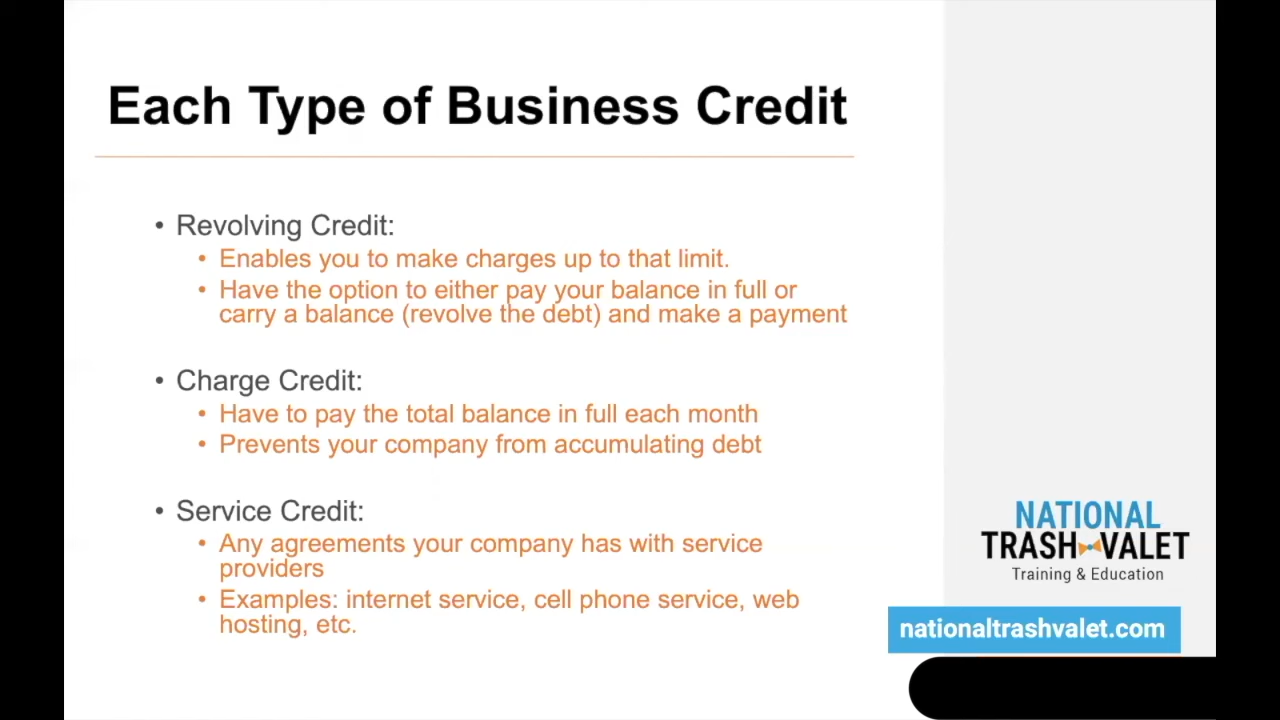 Each Type of Business Credit
• Revolving Credit:
• Enables you to make charges up to that limit.
• Have the option to either pay your balance in full or
carry a balance (revolve the debt) and make a payment
• Charge Credit:
• Have to pay the total balance in full each month
• Prevents your company from accumulating debt
• Service Credit:
• Any agreements your company has with service
providers
• Examples: internet service, cell phone service, web
hosting, etc.
NATIONAL
TRASH VALET
Training & Education
nationaltrashvalet.com